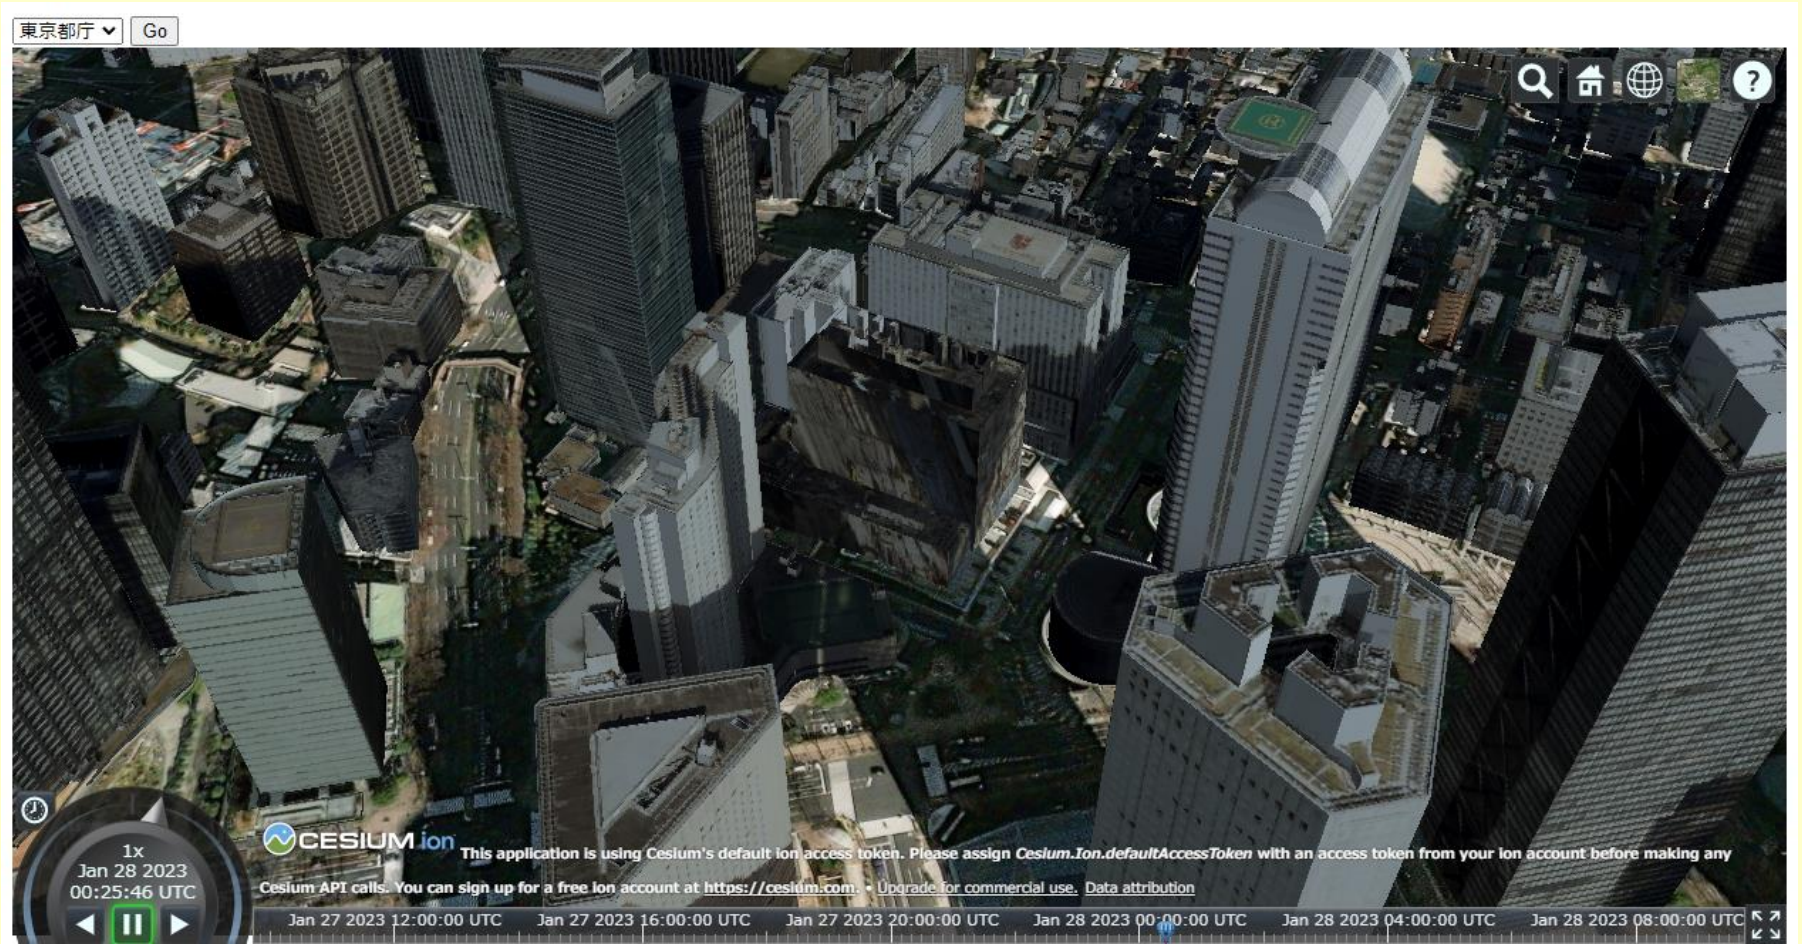 東京都庁 Go
?
1x
Jan 28 2023
00:25:46 UTC
CESIUM ion This application is using Cesium's default ion access token. Please assign Cesium.Ion.defaultAccessToken with an access token from your ion account before making any
Cesium API calls. You can sign up for a free ion account at https://cesium.com. • Upgrade for commercial use. Data attribution
Jan 27 2023 12:00:00 UTC Jan 27 2023 16:00:00 UTC Jan 27 2023 20:00:00 UTC Jan 28 2023 00:00:00 UTC Jan 28 2023 04:00:00 UTC Jan 28 2023 08:00:00 UTC